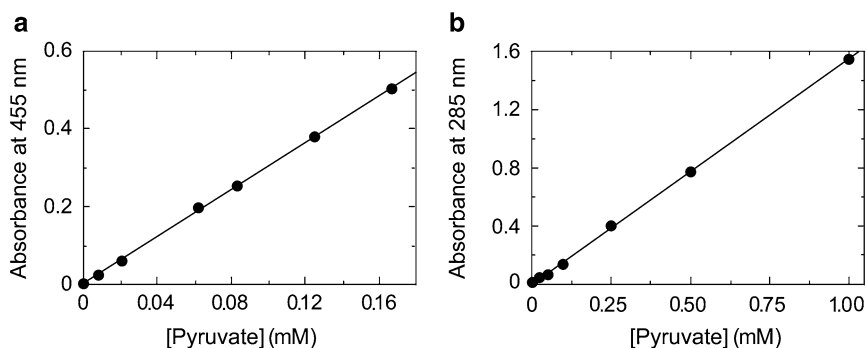 a
Absorbance at 455 nm
0.6
0.4
0.2
0
0 0.04 0.08 0.12 0.16
[Pyruvate] (mM)
b
Absorbance at 285 nm
1.6
1.2
0.8
0.4
0
0 0.25 0.50 0.75 1.00
[Pyruvate] (mM)